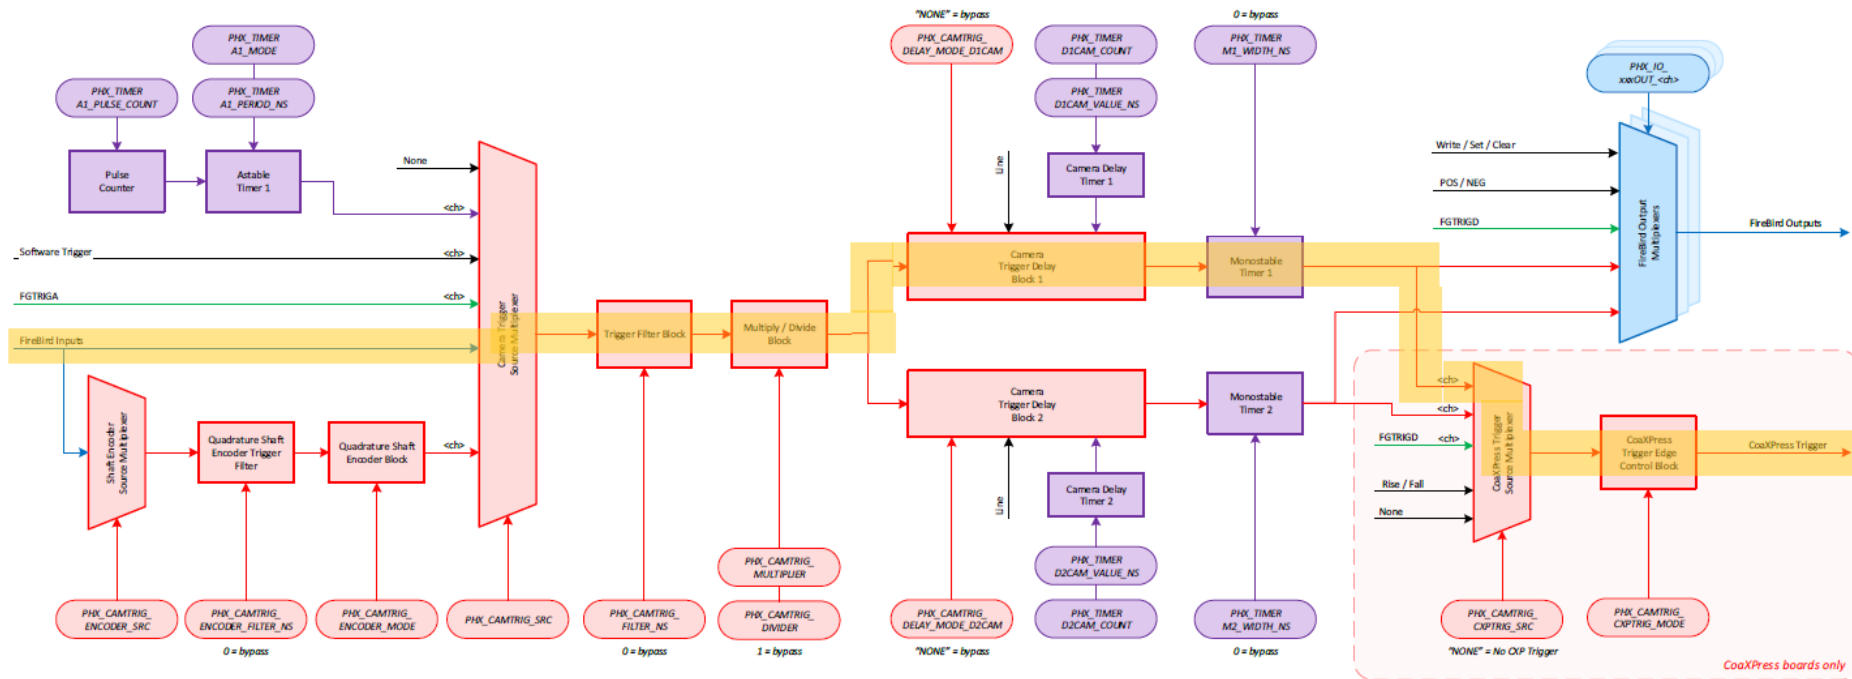 "NONE" = bypass
0 = bypass
PHX_TIMER
A1_MODE
PHX_CAMTRIG_
DELAY_MODE_D1CAM
PHX_TIMER
D1CAM_COUNT
PHX_TIMER
M1_WIDTH_NS
PHX_IO_
xxxOUT_<ch>
PHX_TIMER
A1_PULSE_COUNT
PHX_TIMER
A1_PERIOD_NS
PHX_TIMER
D1CAM_VALUE_NS
Pulse
Counter
Astable
Timer 1
None
<ch>
Line
Camera Delay
Timer 1
Write / Set / Clear
POS / NEG
FGTRIGD
FireBird Output
Multiplexers
FireBird Outputs
Software Trigger
<ch>
FGTRIGA
<ch>
FireBird Inputs
Camera Trigger
Source Multiplexer
Trigger Filter Block
Multiply / Divide
Block
Camera
Trigger Delay
Block 1
Monostable
Timer 1
Shaft Encoder
Source Multiplexer
Quadrature Shaft
Encoder Trigger
Filter
Quadrature Shaft
Encoder Block
<ch>
Camera
Trigger Delay
Block 2
Monostable
Timer 2
<ch>
<ch>
FGTRIGD
<ch>
Rise / Fall
None
CoaXPress Trigger
Source Multiplexer
CoaXPress
Trigger Edge
Control Block
CoaXPress Trigger
Line
Camera Delay
Timer 2
PHX_CAMTRIG_
MULTIPLIER
PHX_TIMER
D2CAM_VALUE_NS
PHX_CAMTRIG_
ENCODER_SRC
PHX_CAMTRIG_
ENCODER_FILTER_NS
PHX_CAMTRIG_
ENCODER_MODE
PHX_CAMTRIG_SRC
PHX_CAMTRIG_
FILTER_NS
PHX_CAMTRIG_
DIVIDER
PHX_CAMTRIG_
DELAY_MODE_D2CAM
PHX_TIMER
D2CAM_COUNT
PHX_TIMER
M2_WIDTH_NS
PHX_CAMTRIG_
CXPTRIG_SRC
PHX_CAMTRIG_
CXPTRIG_MODE
0 = bypass
0 = bypass
1 = bypass
"NONE" = bypass
0 = bypass
"NONE" = No CXP Trigger
CoaXPress boards only